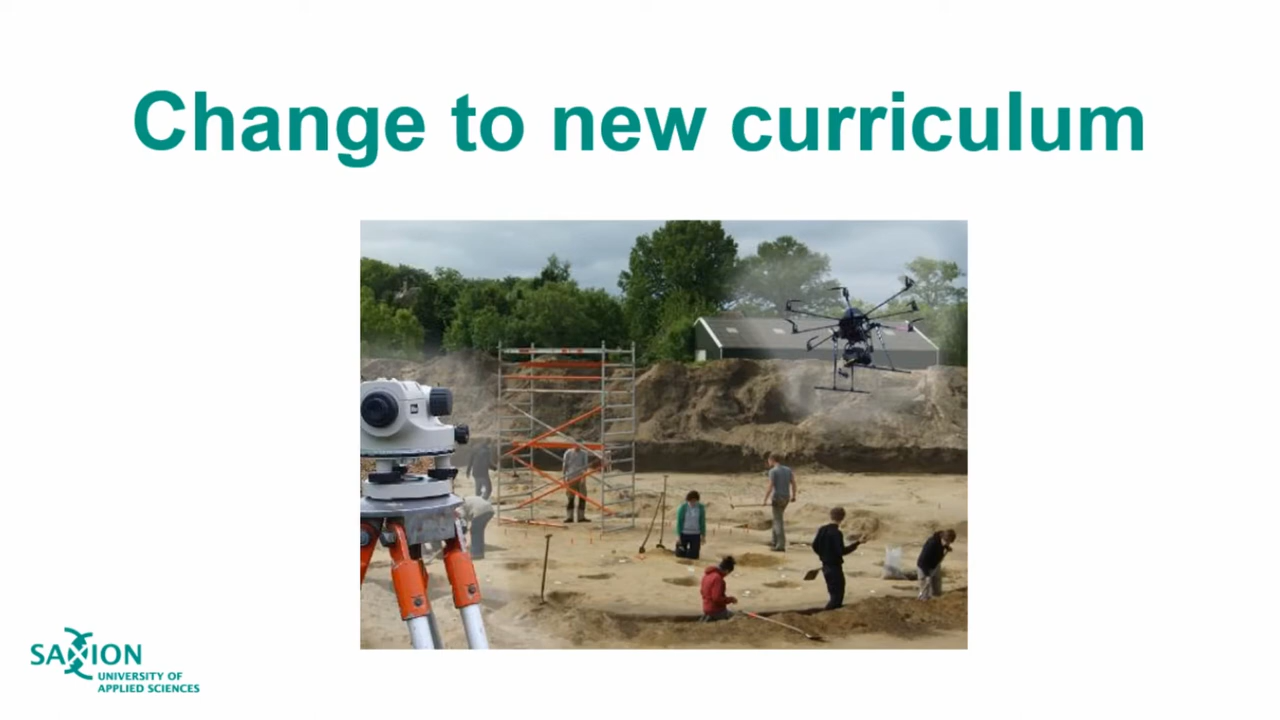 Change to new curriculum
SAXION
UNIVERSITY OF
APPLIED SCIENCES